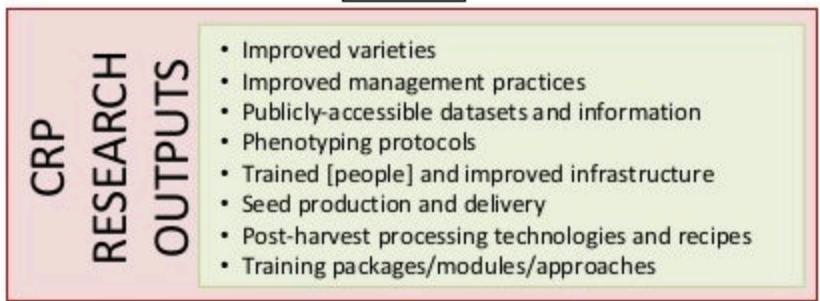 CRP
RESEARCH
OUTPUTS
• Improved varieties
• Improved management practices
• Publicly-accessible datasets and information
• Phenotyping protocols
• Trained [people] and improved infrastructure
• Seed production and delivery
• Post-harvest processing technologies and recipes
• Training packages/modules/approaches